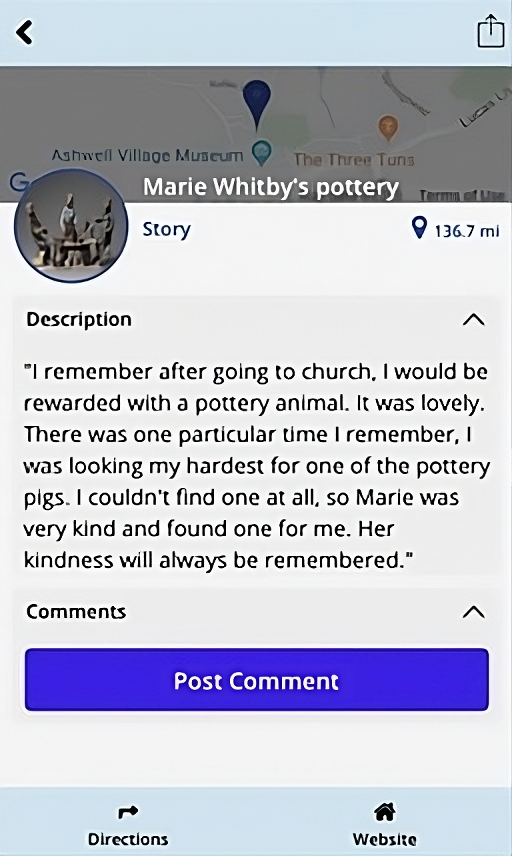 Ashwell Village Museum
The Three Tuns
G
Marie Whitby's pottery
Terms of Use
Story
136.7 mi
Description
"I remember after going to church, I would be
rewarded with a pottery animal. It was lovely.
There was one particular time I remember, I
was looking my hardest for one of the pottery
pigs. I couldn't find one at all, so Marie was
very kind and found one for me. Her
kindness will always be remembered."
Comments
Post Comment
Directions
Website